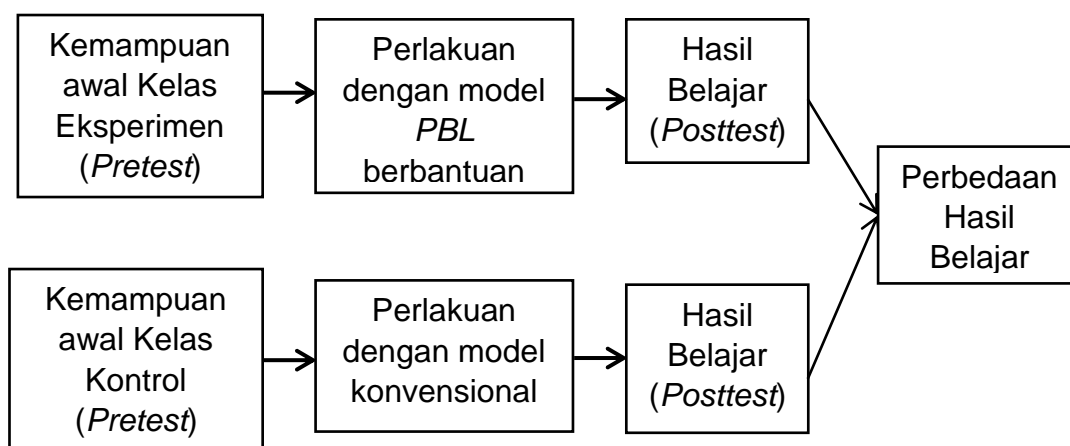 Kemampuan
awal Kelas
Eksperimen
(Pretest)
Perlakuan
dengan model
PBL
berbantuan
Hasil
Belajar
(Posttest)
Kemampuan
awal Kelas
Kontrol
(Pretest)
Perlakuan
dengan model
konvensional
Hasil
Belajar
(Posttest)
Perbedaan
Hasil
Belajar